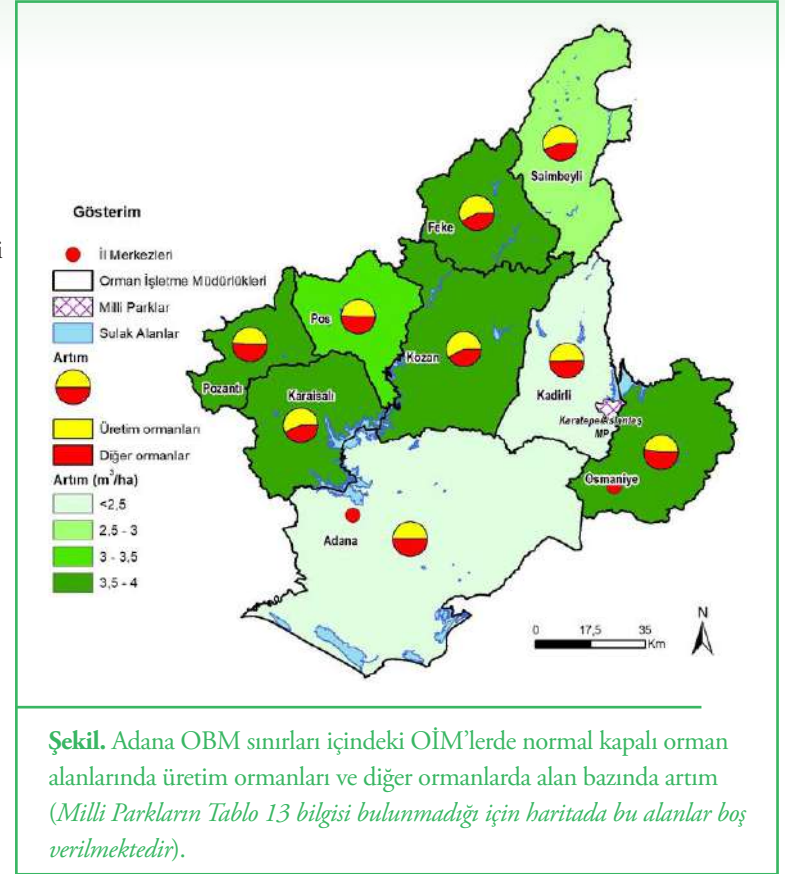 Gösterim
İl Merkezleri
Orman İşletme Müdürlükleri
Milli Parklar
Sulak Alanlar
Artım
Üretim ormanları
Diğer ormanlar
Artım (m³/ha)
<2,5
2,5 - 3
3 - 3,5
3,5 - 4
Saimbeyli
Feke
Pos
Kozan
Pozantı
Karaisalı
Kadirli
Karatepe Aslantaş
MP
Osmaniye
Adana
0 17,5 35
Km
N
Şekil. Adana OBM sınırları içindeki OİM’lerde normal kapalı orman
alanlarında üretim ormanları ve diğer ormanlarda alan bazında artım
(Milli Parkların Tablo 13 bilgisi bulunmadığı için haritada bu alanlar boş
verilmektedir).